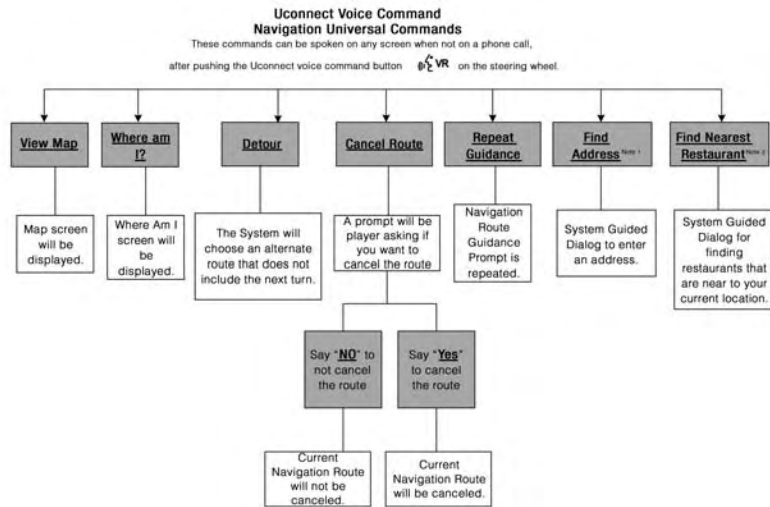 Uconnect Voice Command
Navigation Universal Commands
These commands can be spoken on any screen when not on a phone call,
after pushing the Uconnect voice command button VR on the steering wheel.
View Map
Where am
I?
Detour
Cancel Route
Repeat
Guidance
Find
Address Note 1
Find Nearest
Restaurant Note 2
Map screen
will be
displayed.
Where Am I
screen will
be
displayed.
The System will
choose an alternate
route that does not
include the next turn.
A prompt will be
player asking if
you want to
cancel the route
Navigation
Route
Guidance
Prompt is
repeated.
System Guided
Dialog to enter
an address.
System Guided
Dialog for
finding
restaurants that
are near to your
current location.
Say "NO" to
not cancel
the route
Say "Yes"
to cancel
the route
Current
Navigation Route
will not be
canceled.
Current
Navigation Route
will be canceled.